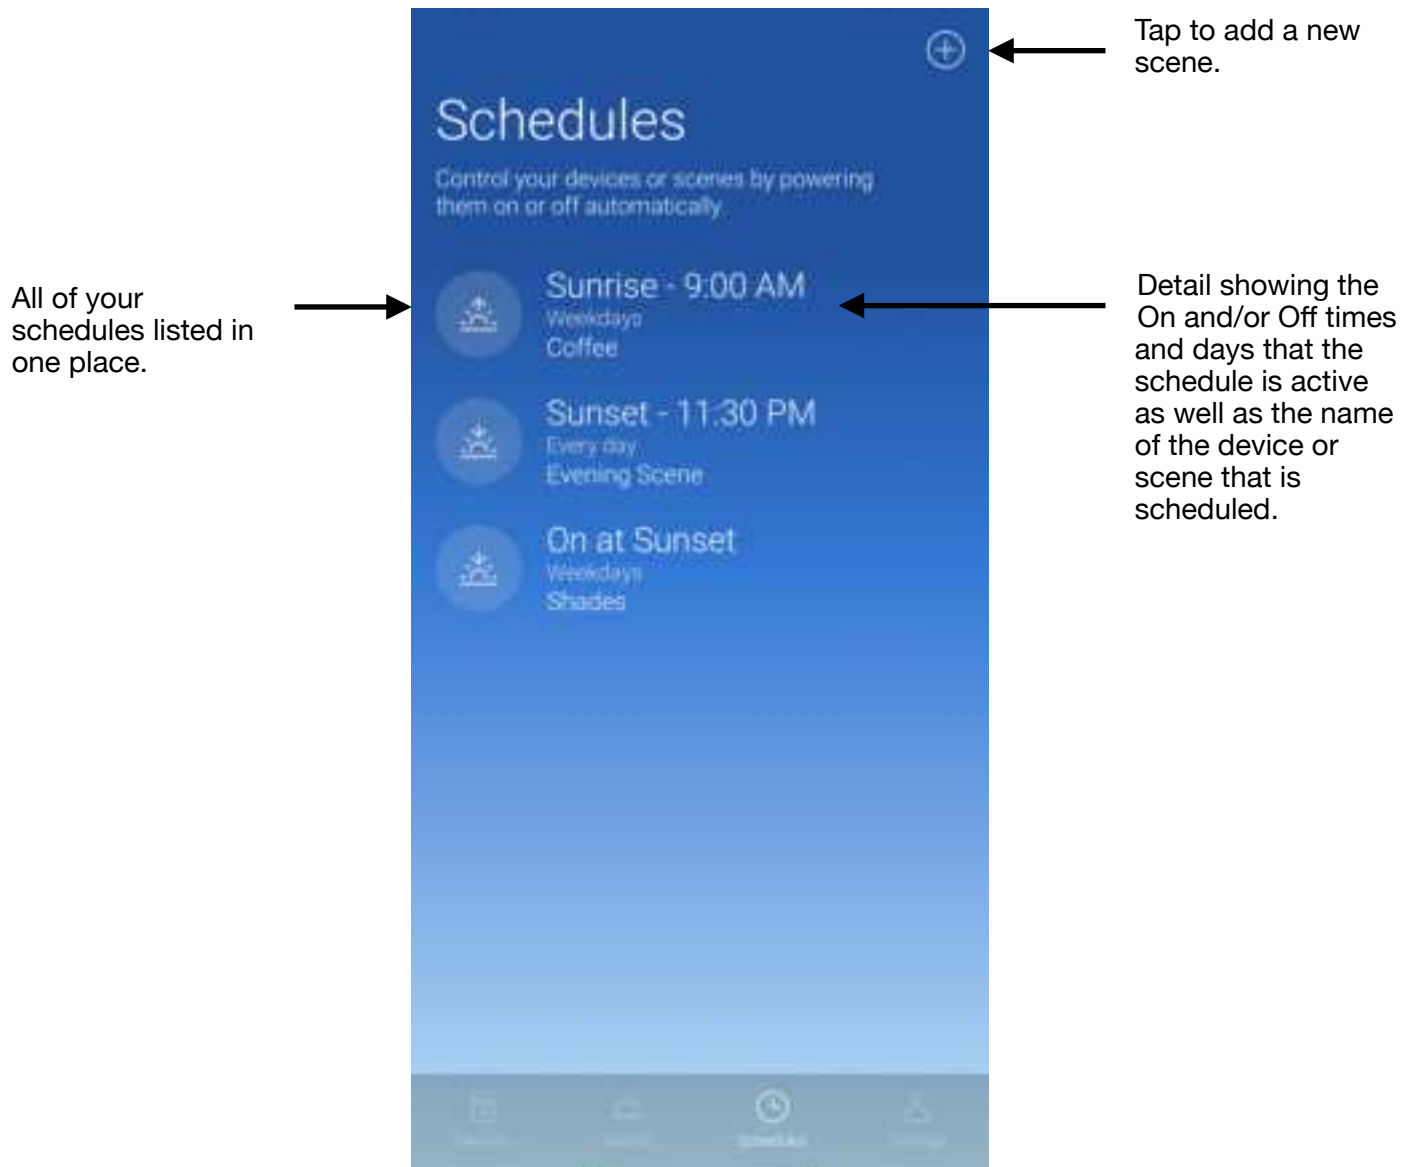 Tap to add a new
scene.
Schedules
Control your devices or scenes by powering
them on or off automatically.
All of your
schedules listed in
one place.
Sunrise - 9:00 AM
Weekdays
Coffee
Sunset - 11:30 PM
Every day
Evening Scene
On at Sunset
Weekdays
Shades
Detail showing the
On and/or Off times
and days that the
schedule is active
as well as the name
of the device or
scene that is
scheduled.